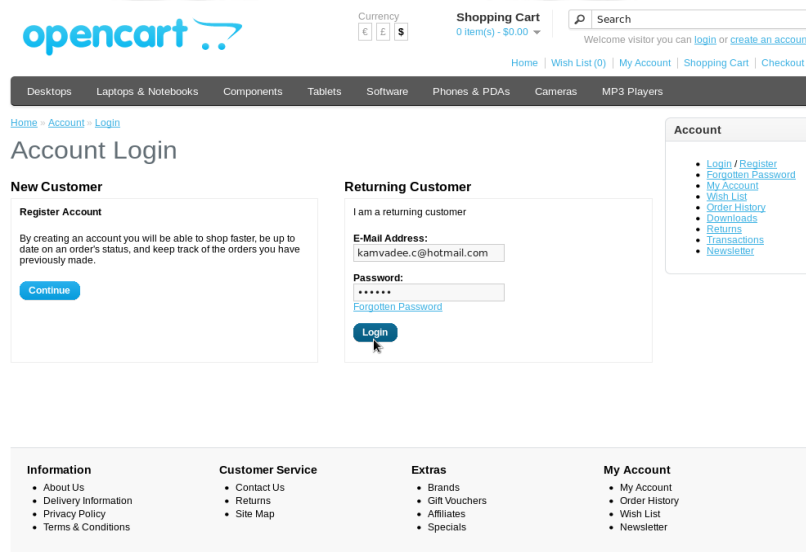 opencart
Currency
€ £ $
Shopping Cart
0 item(s) - $0.00
Search
Welcome visitor you can login or create an accoun
Home Wish List (0) My Account Shopping Cart Checkout
Desktops Laptops & Notebooks Components Tablets Software Phones & PDAs Cameras MP3 Players
Home » Account » Login
Account Login
New Customer
Register Account
By creating an account you will be able to shop faster, be up to
date on an order's status, and keep track of the orders you have
previously made.
Continue
Returning Customer
I am a returning customer
E-Mail Address:
kamvadee.c@hotmail.com
Password:
••••••
Forgotten Password
Login
Account
Login / Register
Forgotten Password
My Account
Wish List
Order History
Downloads
Returns
Transactions
Newsletter
Information
About Us
Delivery Information
Privacy Policy
Terms & Conditions
Customer Service
Contact Us
Returns
Site Map
Extras
Brands
Gift Vouchers
Affiliates
Specials
My Account
My Account
Order History
Wish List
Newsletter